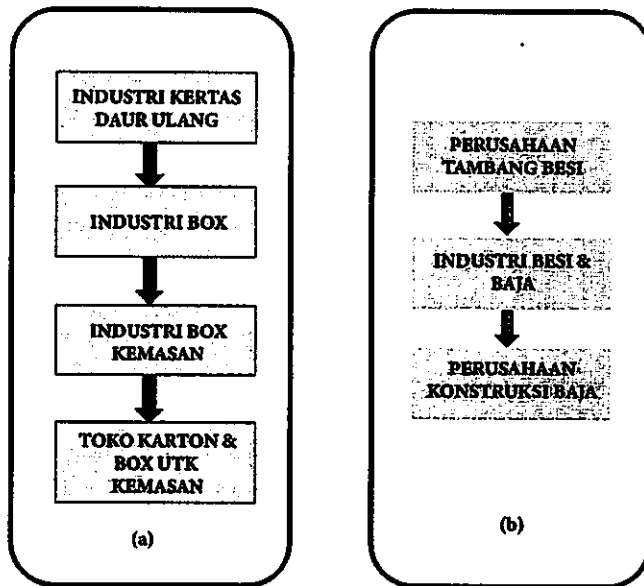 INDUSTRI KERTAS
DAUR ULANG
INDUSTRI BOX
INDUSTRI BOX
KEMASAN
TOKO KARTON &
BOX UTK
KEMASAN
(a)
PERUSAHAAN
TAMBANG BESI
INDUSTRI BESI &
BAJA
PERUSAHAAN
KONSTRUKSI BAJA
(b)